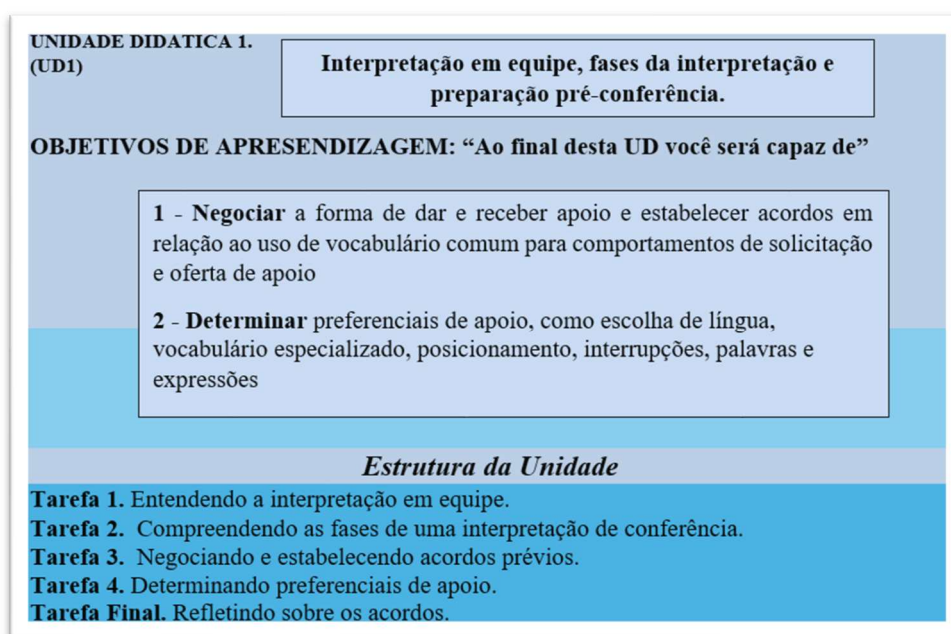 UNIDADE DIDATICA 1.
(UD1)
Interpretação em equipe, fases da interpretação e
preparação pré-conferência.
OBJETIVOS DE APRESENDIZAGEM: “Ao final desta UD você será capaz de”
1 - Negociar a forma de dar e receber apoio e estabelecer acordos em
relação ao uso de vocabulário comum para comportamentos de solicitação
e oferta de apoio
2 - Determinar preferenciais de apoio, como escolha de língua,
vocabulário especializado, posicionamento, interrupções, palavras e
expressões
Estrutura da Unidade
Tarefa 1. Entendendo a interpretação em equipe.
Tarefa 2. Compreendendo as fases de uma interpretação de conferência.
Tarefa 3. Negociando e estabelecendo acordos prévios.
Tarefa 4. Determinando preferenciais de apoio.
Tarefa Final. Refletindo sobre os acordos.